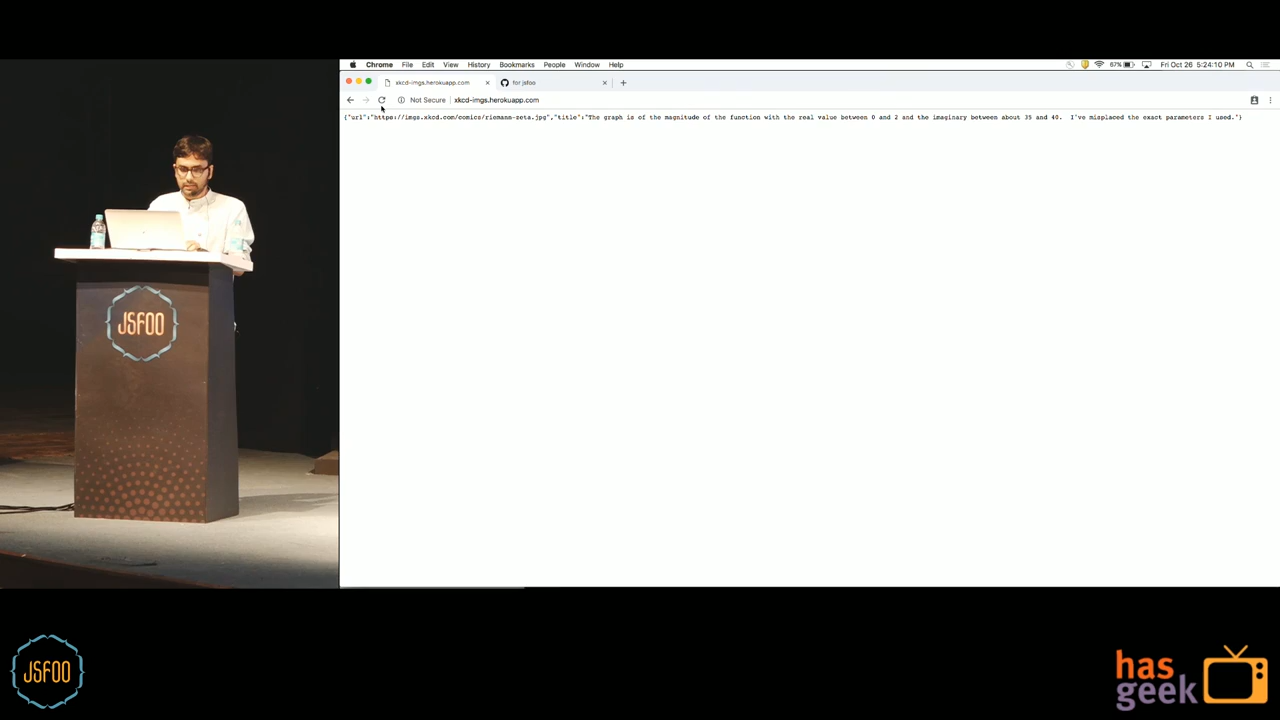 Chrome File Edit View History Bookmarks People Window Help 67% Fri Oct 26 5:24:10 PM
xkcd-imgs.herokuapp.com for jsfoo
Not Secure xkcd-imgs.herokuapp.com
{"url":"https://imgs.xkcd.com/comics/riemann-zeta.jpg","title":"The graph is of the magnitude of the function with the real value between 0 and 2 and the imaginary between about 35 and 40.  I've misplaced the exact parameters I used."}
JSFOO
JSFOO
has
geek